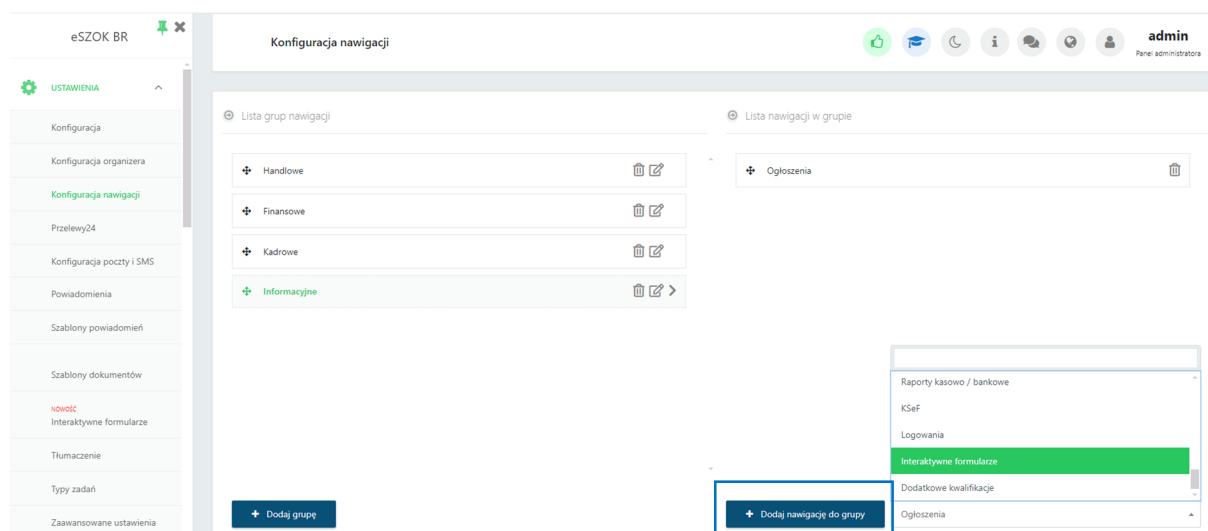 eSZOK BR
Konfiguracja nawigacji
admin
Panel administratora
USTAWIENIA
Konfiguracja
Konfiguracja organizera
Konfiguracja nawigacji
Przelewy24
Konfiguracja poczty i SMS
Powiadomienia
Szablony powiadomień
Szablony dokumentów
NOWOŚĆ
Interaktywne formularze
Tłumaczenie
Typy zadań
Zaawansowane ustawienia
Lista grup nawigacji
Handlowe
Finansowe
Kadrowe
Informacyjne
+ Dodaj grupę
Lista nawigacji w grupie
Ogłoszenia
Raporty kasowo / bankowe
KSeF
Logowania
Interaktywne formularze
Dodatkowe kwalifikacje
+ Dodaj nawigację do grupy
Ogłoszenia